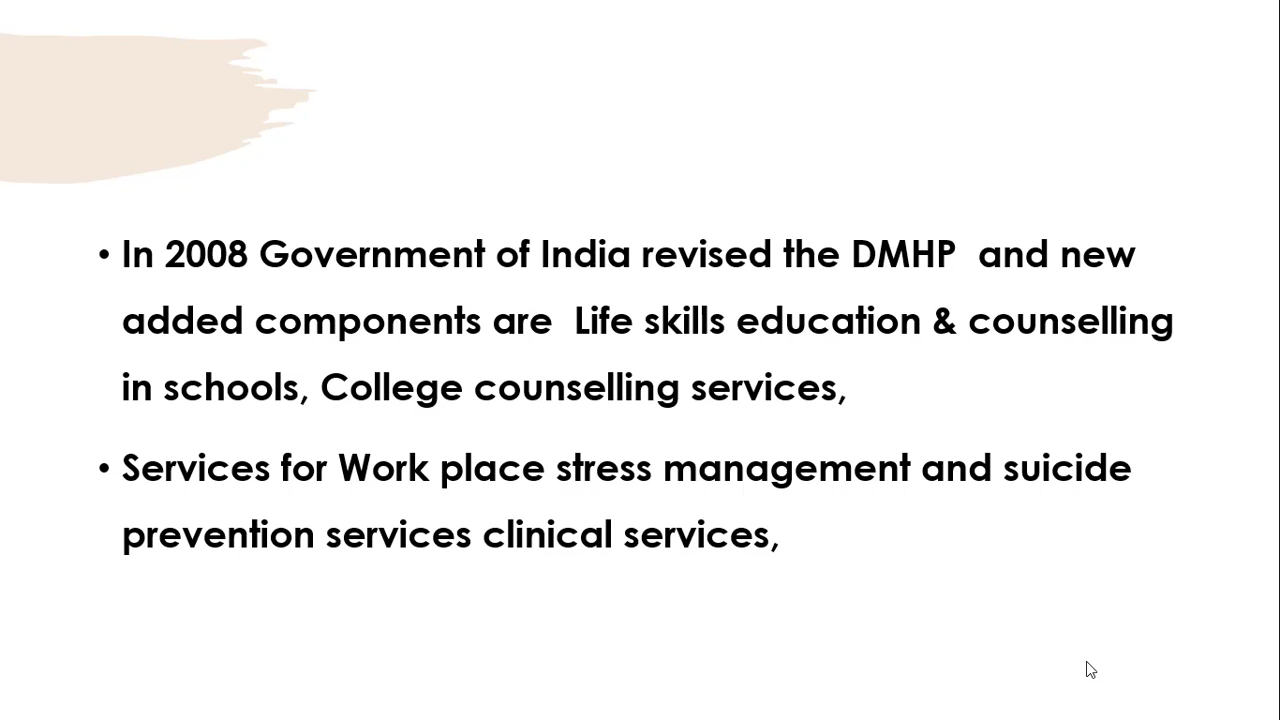 • In 2008 Government of India revised the DMHP  and new
added components are  Life skills education & counselling
in schools, College counselling services,
• Services for Work place stress management and suicide
prevention services clinical services,